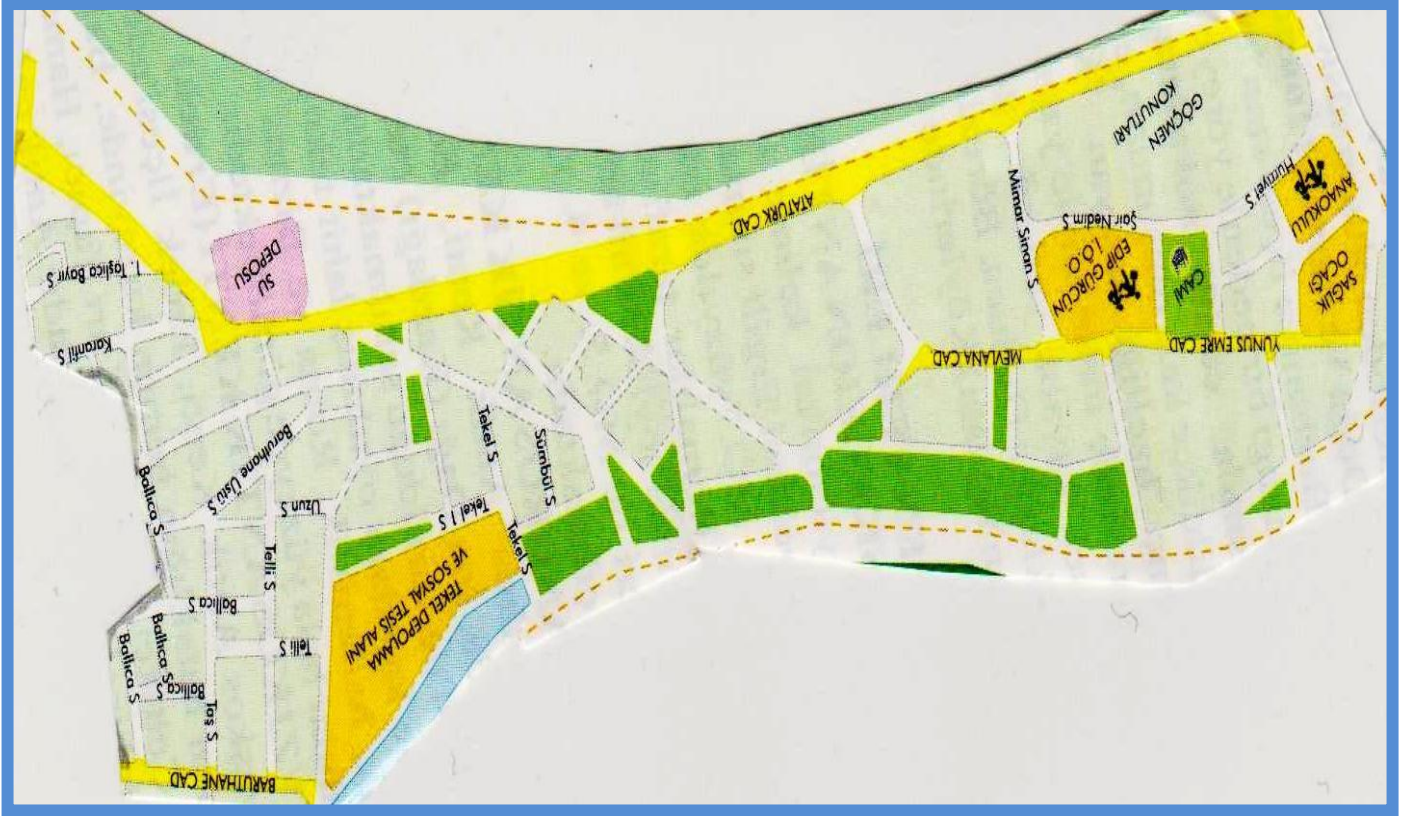 GÖÇMEN
KONUTLARI
ATATÜRK CAD
Mimar Sinan S
Şair Nedim S
Hürriyet S
ANAOKULU
SAĞLIK
OCAĞI
EDİP GÜRCÜN
İ.Ö.O
CAMİ
YUNUS EMRE CAD
MEVLANA CAD
SU
DEPOSU
1. Taşlıca Bayır S
Karanfil S
Baruthane Üstü S
Ballıca S
Uzun S
Telli S
Tekel S
Sümbül S
Tekel 1 S
Tekel S
TEKEL DEPOLAMA
VE SOSYAL TESİS ALANI
Ballıca S
Telli S
Ballıca S
Ballıca S
Ballıca S
Taş S
BARUTHANE CAD.